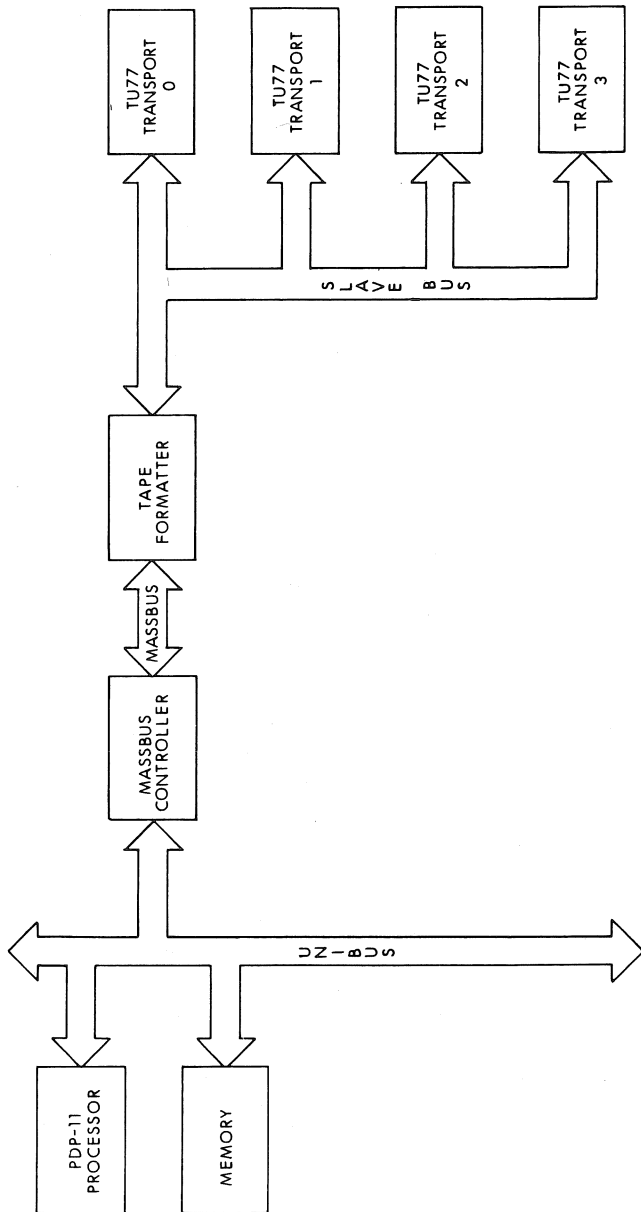 PDP-11
PROCESSOR
MEMORY
UNIBUS
MASSBUS
CONTROLLER
MASSBUS
TAPE
FORMATTER
SLAVE BUS
TU77
TRANSPORT
0
TU77
TRANSPORT
1
TU77
TRANSPORT
2
TU77
TRANSPORT
3